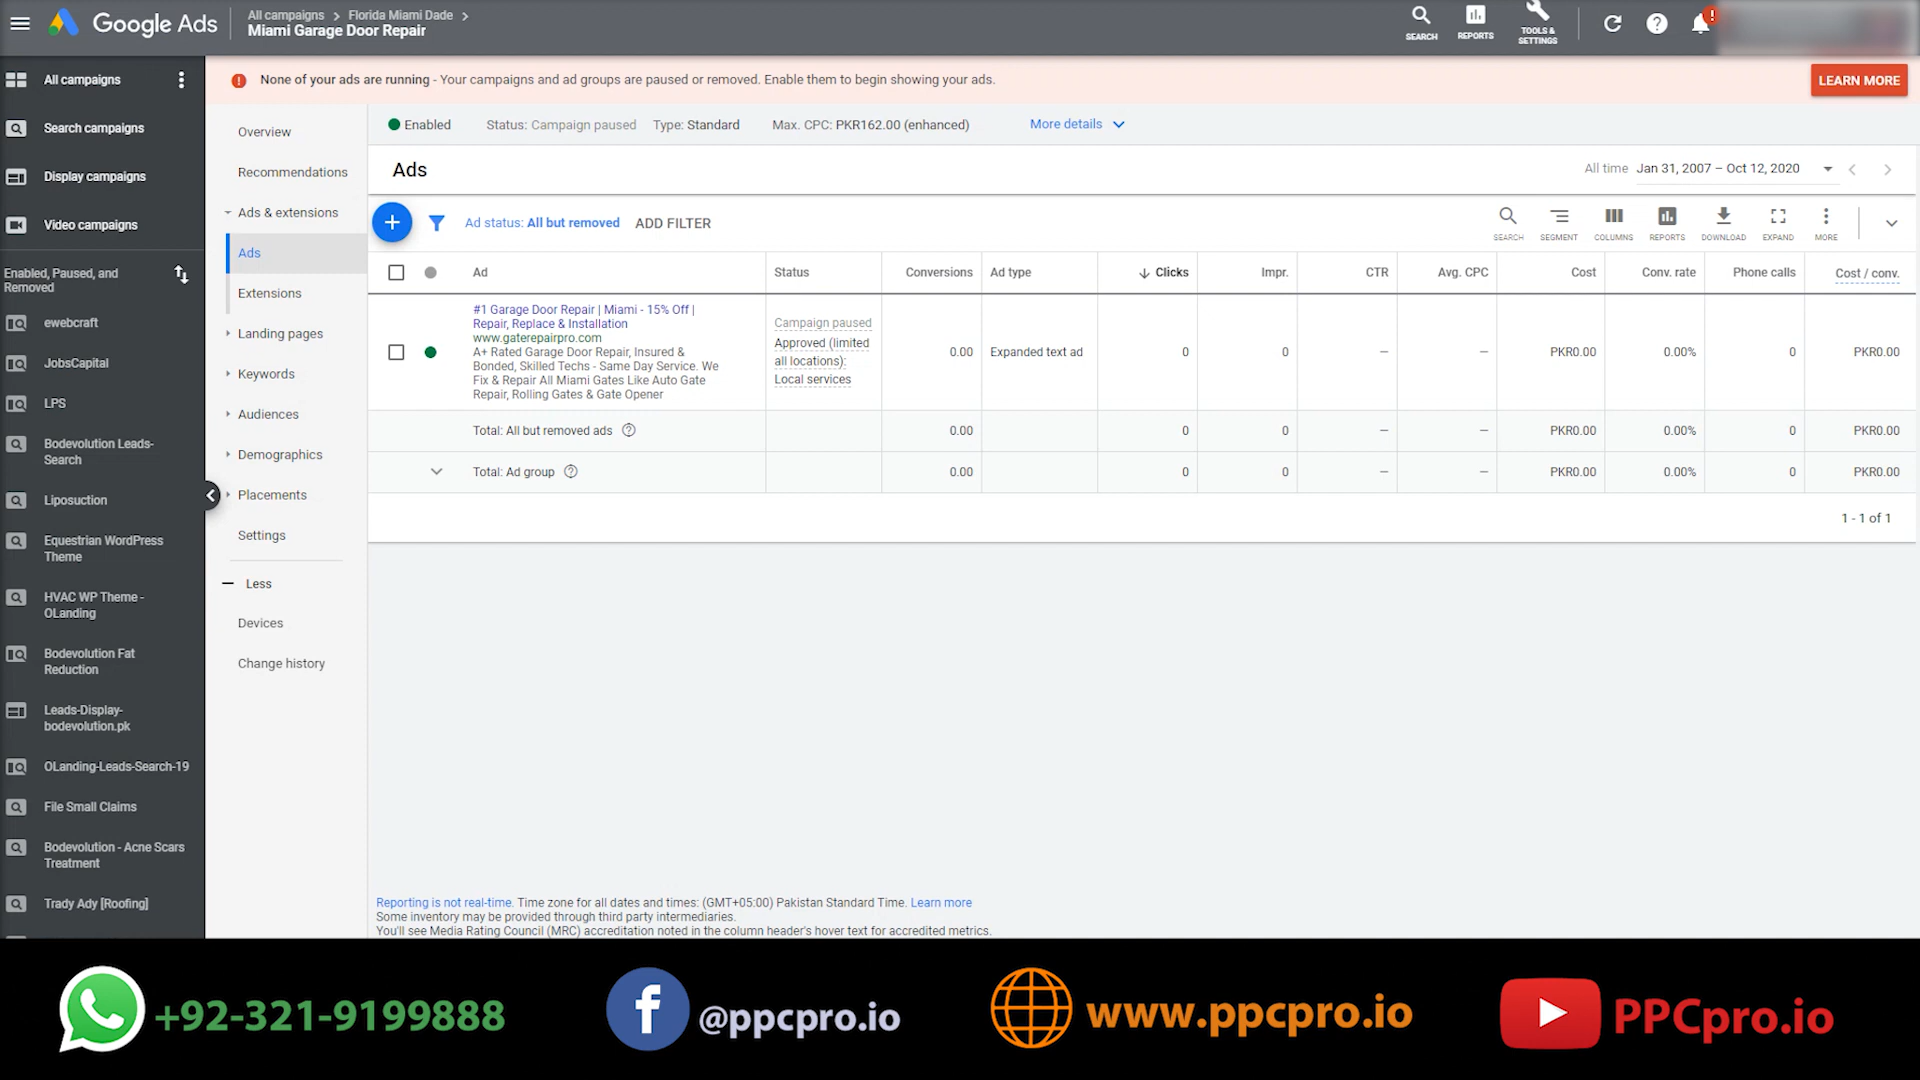 Google Ads
All campaigns > Florida Miami Dade >
Miami Garage Door Repair
SEARCH
REPORTS
TOOLS &
SETTINGS
!
All campaigns
Search campaigns
Display campaigns
Video campaigns
Enabled, Paused, and
Removed
ewebcraft
JobsCapital
LPS
Bodevolution Leads-
Search
Liposuction
Equestrian WordPress
Theme
HVAC WP Theme -
OLanding
Bodevolution Fat
Reduction
Leads-Display-
bodevolution.pk
OLanding-Leads-Search-19
File Small Claims
Bodevolution - Acne Scars
Treatment
Trady Ady [Roofing]
None of your ads are running - Your campaigns and ad groups are paused or removed. Enable them to begin showing your ads.
LEARN MORE
Overview
Recommendations
Ads & extensions
Ads
Extensions
Landing pages
Keywords
Audiences
Demographics
Placements
Settings
Less
Devices
Change history
Enabled Status: Campaign paused Type: Standard Max. CPC: PKR162.00 (enhanced) More details
Ads
All time Jan 31, 2007 – Oct 12, 2020
Ad status: All but removed ADD FILTER
SEARCH SEGMENT COLUMNS REPORTS DOWNLOAD EXPAND MORE
Ad Status Conversions Ad type Clicks Impr. CTR Avg. CPC Cost Conv. rate Phone calls Cost / conv.
#1 Garage Door Repair | Miami - 15% Off |
Repair, Replace & Installation
www.gaterepairpro.com
A+ Rated Garage Door Repair, Insured &
Bonded, Skilled Techs - Same Day Service. We
Fix & Repair All Miami Gates Like Auto Gate
Repair, Rolling Gates & Gate Opener
Campaign paused
Approved (limited
all locations):
Local services
0.00 Expanded text ad 0 0 – – PKR0.00 0.00% 0 PKR0.00
Total: All but removed ads 0.00 0 0 – – PKR0.00 0.00% 0 PKR0.00
Total: Ad group 0.00 0 0 – – PKR0.00 0.00% 0 PKR0.00
1 - 1 of 1
Reporting is not real-time. Time zone for all dates and times: (GMT+05:00) Pakistan Standard Time. Learn more
Some inventory may be provided through third party intermediaries.
You'll see Media Rating Council (MRC) accreditation noted in the column header's hover text for accredited metrics.
+92-321-9199888
@ppcpro.io
www.ppcpro.io
PPCpro.io